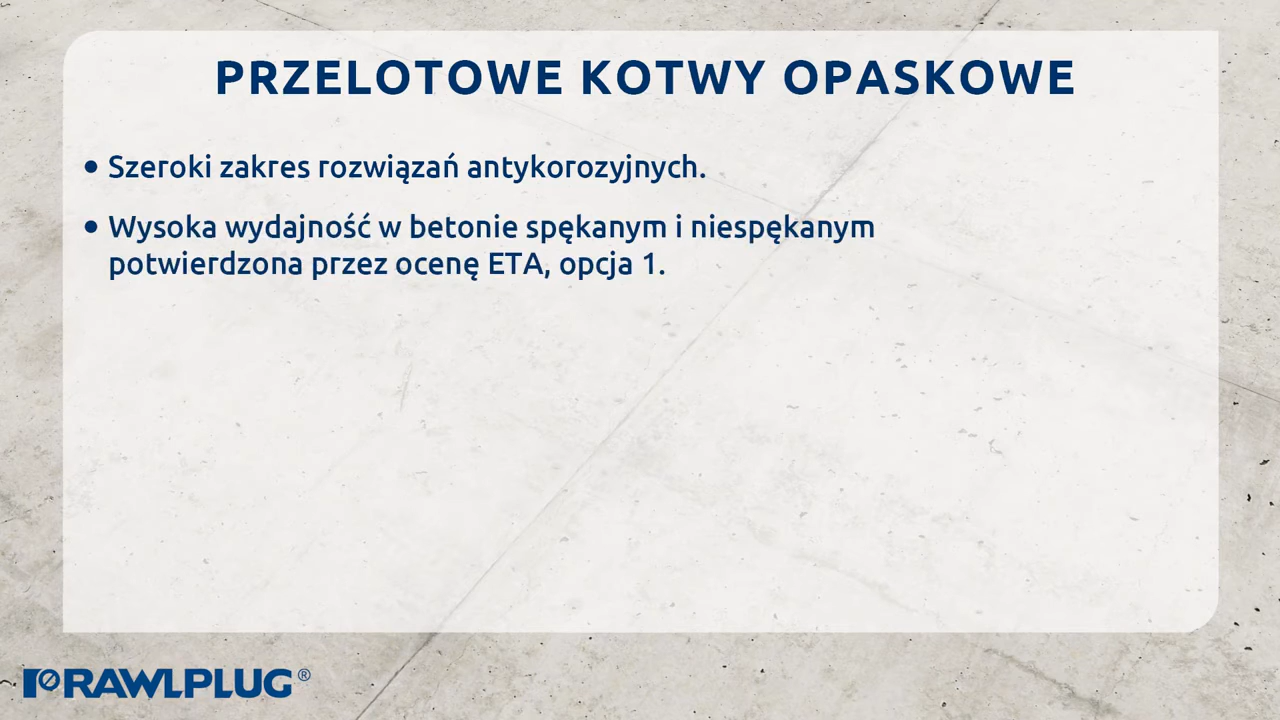 PRZELOTOWE KOTWY OPASKOWE
• Szeroki zakres rozwiązań antykorozyjnych.
• Wysoka wydajność w betonie spękanym i niespękanym
potwierdzona przez ocenę ETA, opcja 1.
RAWLPLUG®